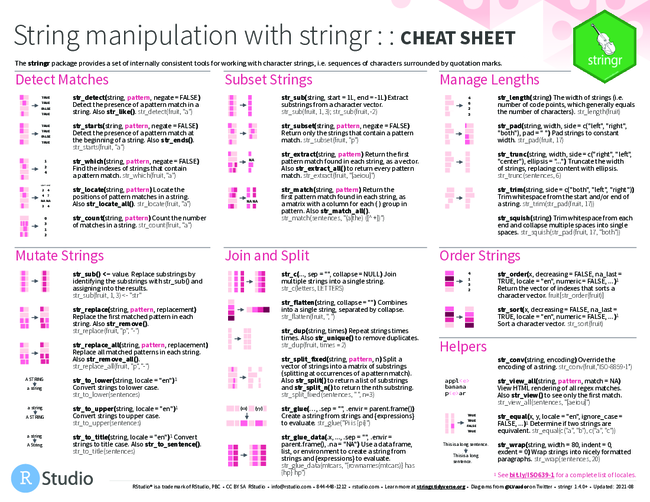 String manipulation with stringr : : CHEAT SHEET
The stringr package provides a set of internally consistent tools for working with character strings, i.e. sequences of characters surrounded by quotation marks.
stringr
Detect Matches
str_detect(string, pattern, negate = FALSE)
Detect the presence of a pattern match in a
string. Also str_like(). str_detect(fruit, "a")
str_starts(string, pattern, negate = FALSE)
Detect the presence of a pattern match at
the beginning of a string. Also str_ends().
str_starts(fruit, "a")
str_which(string, pattern, negate = FALSE)
Find the indexes of strings that contain
a pattern match. str_which(fruit, "a")
str_locate(string, pattern) Locate the
positions of pattern matches in a string.
Also str_locate_all(). str_locate(fruit, "a")
str_count(string, pattern) Count the number
of matches in a string. str_count(fruit, "a")
Subset Strings
str_sub(string, start = 1L, end = -1L) Extract
substrings from a character vector.
str_sub(fruit, 1, 3); str_sub(fruit, -2)
str_subset(string, pattern, negate = FALSE)
Return only the strings that contain a pattern
match. str_subset(fruit, "p")
str_extract(string, pattern) Return the first
pattern match found in each string, as a vector.
Also str_extract_all() to return every pattern
match. str_extract(fruit, "[aeiou]")
str_match(string, pattern) Return the
first pattern match found in each string, as
a matrix with a column for each ( ) group in
pattern. Also str_match_all().
str_match(sentences, "(a|the) ([^ +])")
Manage Lengths
str_length(string) The width of strings (i.e.
number of code points, which generally equals
the number of characters). str_length(fruit)
str_pad(string, width, side = c("left", "right",
"both"), pad = " ") Pad strings to constant
width. str_pad(fruit, 17)
str_trunc(string, width, side = c("right", "left",
"center"), ellipsis = "...") Truncate the width of
strings, replacing content with ellipsis.
str_trunc(sentences, 6)
str_trim(string, side = c("both", "left", "right"))
Trim whitespace from the start and/or end of
a string. str_trim(str_pad(fruit, 17))
str_squish(string) Trim whitespace from each
end and collapse multiple spaces into single
spaces. str_squish(str_pad(fruit, 17, "both"))
Mutate Strings
str_sub() <- value. Replace substrings by
identifying the substrings with str_sub() and
assigning into the results.
str_sub(fruit, 1, 3) <- "str"
str_replace(string, pattern, replacement)
Replace the first matched pattern in each
string. Also str_remove().
str_replace(fruit, "p", "-")
str_replace_all(string, pattern, replacement)
Replace all matched patterns in each string.
Also str_remove_all().
str_replace_all(fruit, "p", "-")
A STRING
a string
str_to_lower(string, locale = "en")¹
Convert strings to lower case.
str_to_lower(sentences)
a string
A STRING
str_to_upper(string, locale = "en")¹
Convert strings to upper case.
str_to_upper(sentences)
a string
A String
str_to_title(string, locale = "en")¹ Convert
strings to title case. Also str_to_sentence().
str_to_title(sentences)
Join and Split
str_c(..., sep = "", collapse = NULL) Join
multiple strings into a single string.
str_c(letters, LETTERS)
str_flatten(string, collapse = "") Combines
into a single string, separated by collapse.
str_flatten(fruit, ", ")
str_dup(string, times) Repeat strings times
times. Also str_unique() to remove duplicates.
str_dup(fruit, times = 2)
str_split_fixed(string, pattern, n) Split a
vector of strings into a matrix of substrings
(splitting at occurrences of a pattern match).
Also str_split() to return a list of substrings
and str_split_n() to return the nth substring.
str_split_fixed(sentences, " ", n=3)
str_glue(..., .sep = "", .envir = parent.frame())
Create a string from strings and {expressions}
to evaluate. str_glue("Pi is {pi}")
str_glue_data(.x, ..., .sep = "", .envir =
parent.frame(), .na = "NA") Use a data frame,
list, or environment to create a string from
strings and {expressions} to evaluate.
str_glue_data(mtcars, "{rownames(mtcars)} has
{hp} hp")
Order Strings
str_order(x, decreasing = FALSE, na_last =
TRUE, locale = "en", numeric = FALSE, ...)¹
Return the vector of indexes that sorts a
character vector. fruit[str_order(fruit)]
str_sort(x, decreasing = FALSE, na_last =
TRUE, locale = "en", numeric = FALSE, ...)¹
Sort a character vector. str_sort(fruit)
Helpers
str_conv(string, encoding) Override the
encoding of a string. str_conv(fruit,"ISO-8859-1")
apple
banana
pear
str_view_all(string, pattern, match = NA)
View HTML rendering of all regex matches.
Also str_view() to see only the first match.
str_view_all(sentences, "[aeiou]")
str_equal(x, y, locale = "en", ignore_case =
FALSE, ...)¹ Determine if two strings are
equivalent. str_equal(c("a", "b"), c("a", "c"))
This is a long sentence.
This is a long
sentence.
str_wrap(string, width = 80, indent = 0,
exdent = 0) Wrap strings into nicely formatted
paragraphs. str_wrap(sentences, 20)
¹ See bit.ly/ISO639-1 for a complete list of locales.
R Studio
RStudio® is a trademark of RStudio, PBC • CC BY SA RStudio • info@rstudio.com • 844-448-1212 • rstudio.com • Learn more at stringr.tidyverse.org • Diagrams from @LVaudor on Twitter • stringr 1.4.0+ • Updated: 2021-08